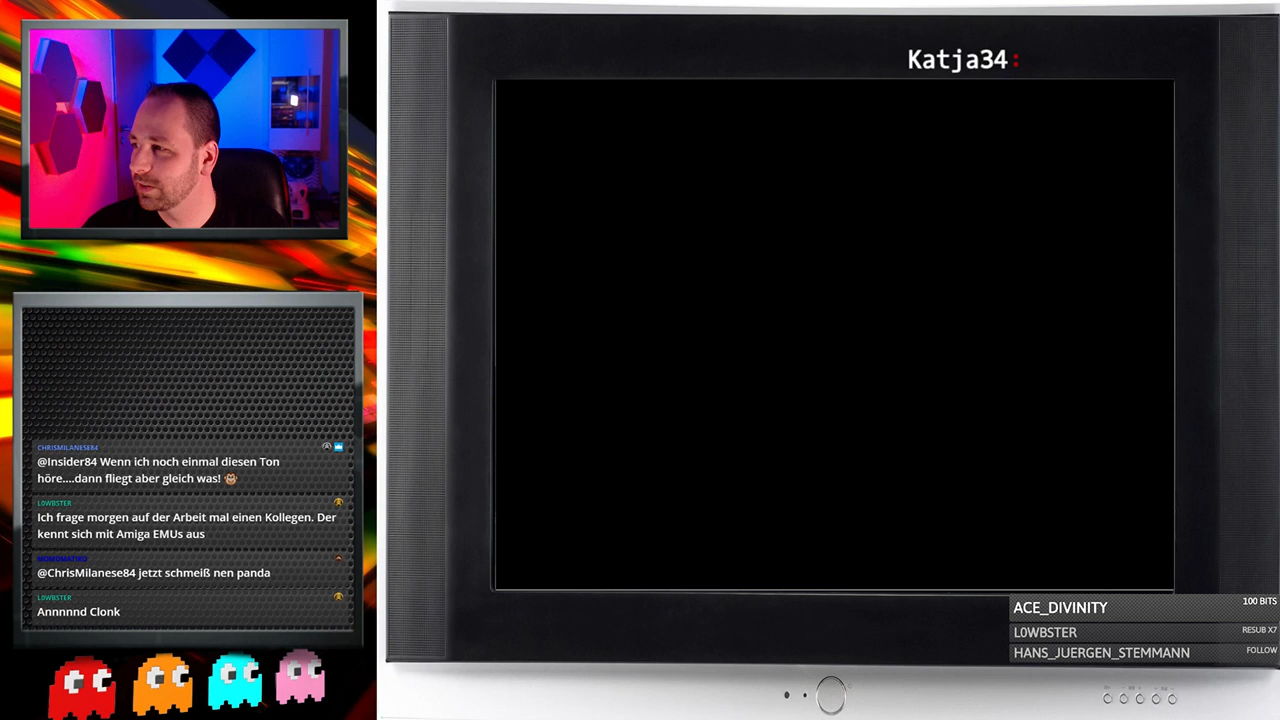 Katja34:
CHRISMILANESE84
@Insider84 Wenn ich noch einmal diesen Ton
höre....dann fliegt aber gleich was!
L0WBSTER
Ich frage morgen auf der Arbeit mal einen Kollegen. Der
kennt sich mit Amiga EMUs aus
@ChrisMilanese84 jetzt schmeiß nen panda
L0WBSTER
Annnnnd Clonk
ACE_DIVINITY 100 BITS
L0WBSTER RESUB X7
HANS_JUERGEN_STEMMANN FOLLOW